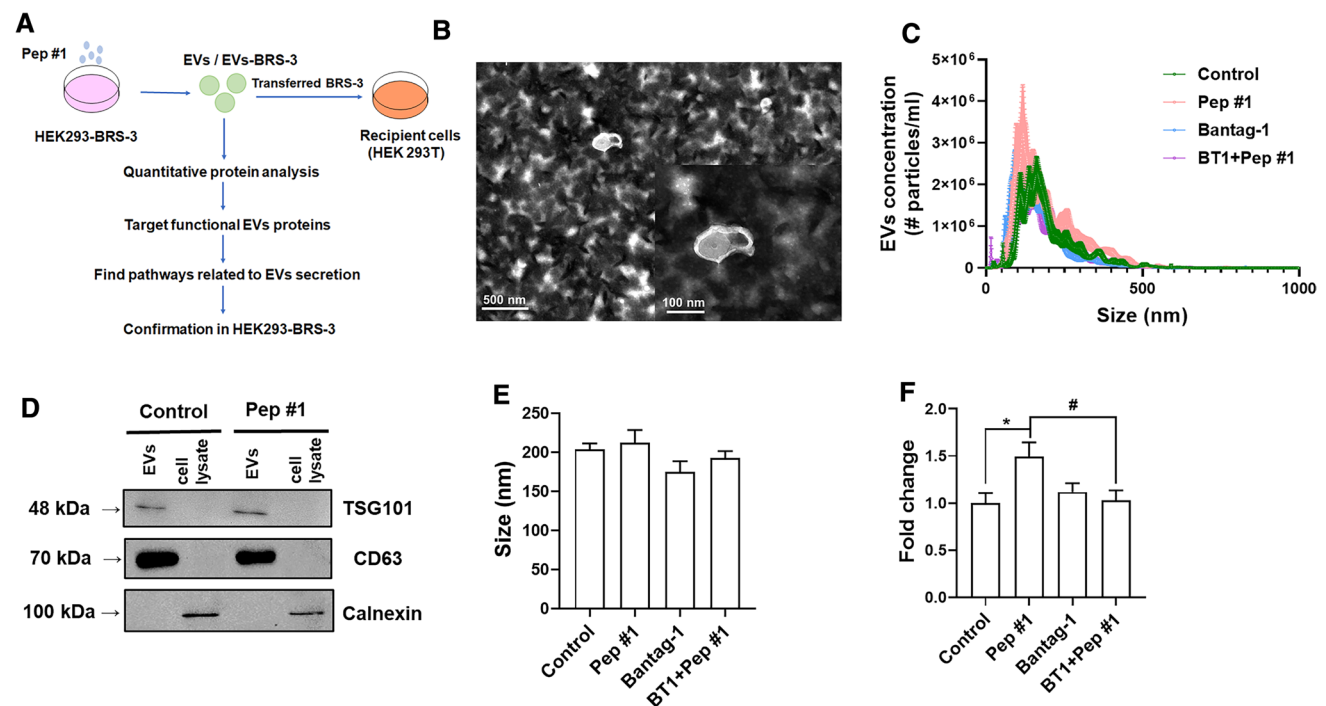 A
Pep #1
HEK293-BRS-3
EVs / EVs-BRS-3
Transferred BRS-3
Recipient cells
(HEK 293T)
Quantitative protein analysis
Target functional EVs proteins
Find pathways related to EVs secretion
Confirmation in HEK293-BRS-3
B
500 nm
100 nm
C
EVs concentration
(# particles/ml)
5×10⁶
4×10⁶
3×10⁶
2×10⁶
1×10⁶
0
0
500
1000
Size (nm)
Control
Pep #1
Bantag-1
BT1+Pep #1
D
Control
Pep #1
EVs
cell
lysate
EVs
cell
lysate
48 kDa →
TSG101
70 kDa →
CD63
100 kDa →
Calnexin
E
Size (nm)
250
200
150
100
50
0
Control
Pep #1
Bantag-1
BT1+Pep #1
F
Fold change
2.0
1.5
1.0
0.5
0.0
*
#
Control
Pep #1
Bantag-1
BT1+Pep #1